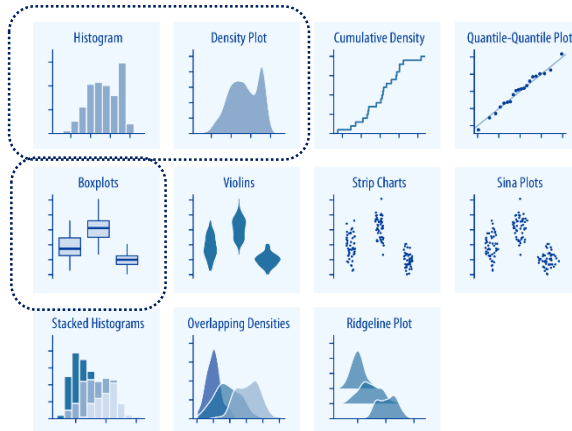 Histogram
Density Plot
Cumulative Density
Quantile-Quantile Plot
Boxplots
Violins
Strip Charts
Sina Plots
Stacked Histograms
Overlapping Densities
Ridgeline Plot